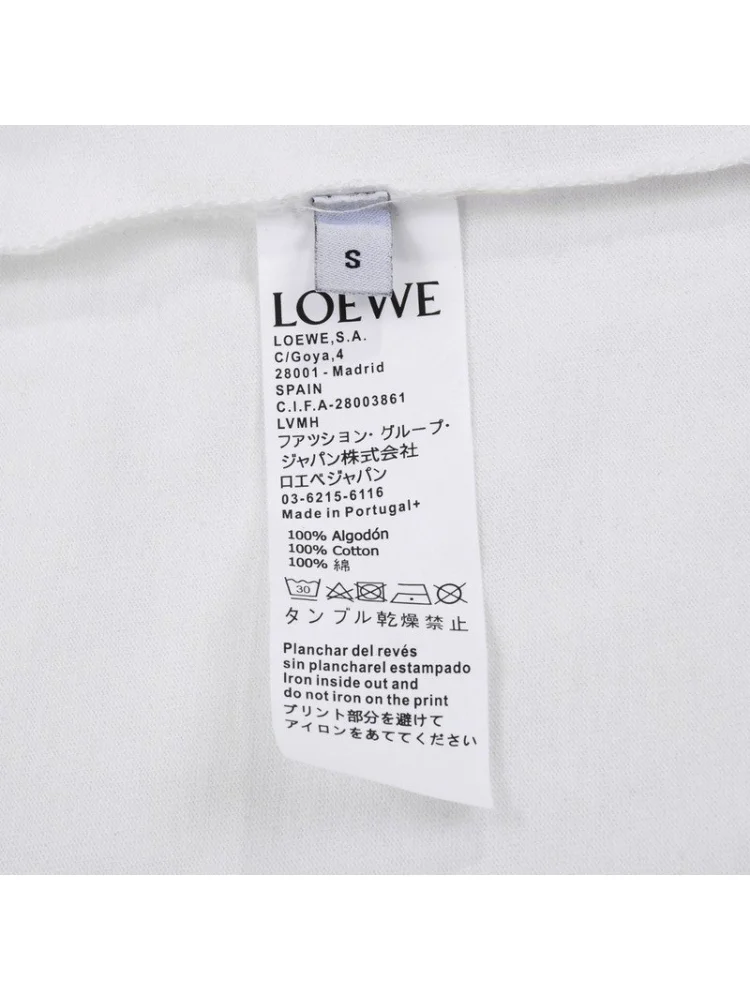 S
LOEWE
LOEWE,S.A.
C/Goya,4
28001 - Madrid
SPAIN
C.I.F.A-28003861
LVMH
ファツション・グループ・
ジャパン株式会社
ロエベジャパン
03-6215-6116
Made in Portugal+
100% Algodón
100% Cotton
100% 綿
30
タンブル乾燥禁止
Planchar del revés
sin plancharel estampado
Iron inside out and
do not iron on the print
プリント部分を避けて
アイロンをあててください